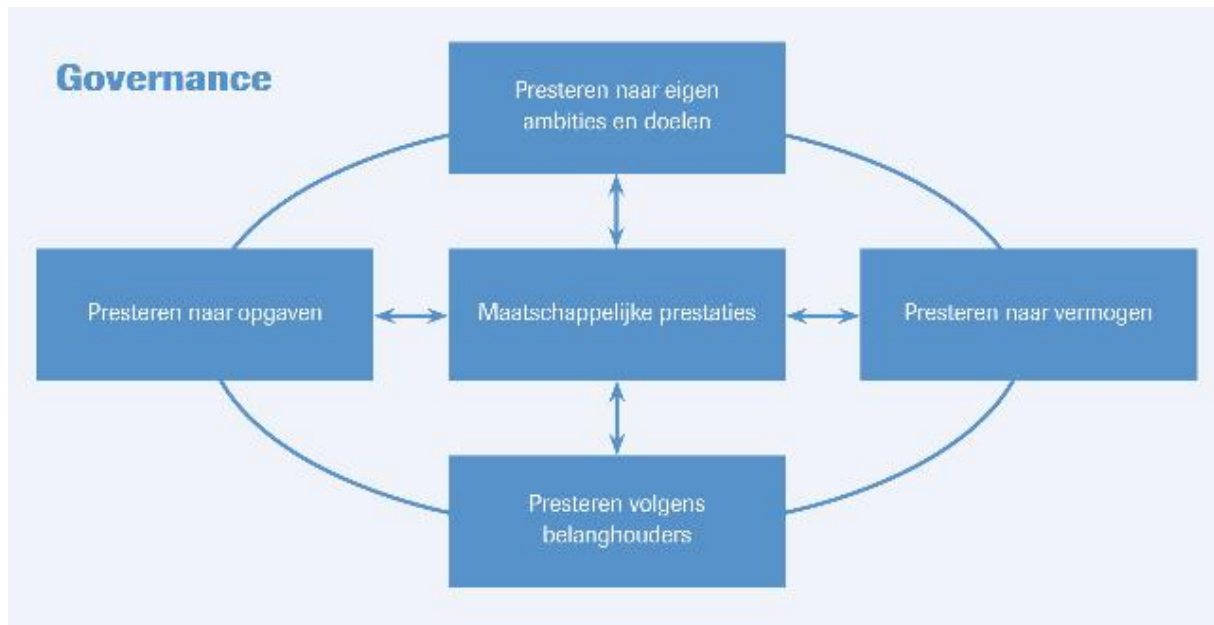 Governance
Presteren naar eigen
ambities en doelen
Presteren naar opgaven
Maatschappelijke prestaties
Presteren naar vermogen
Presteren volgens
belanghouders